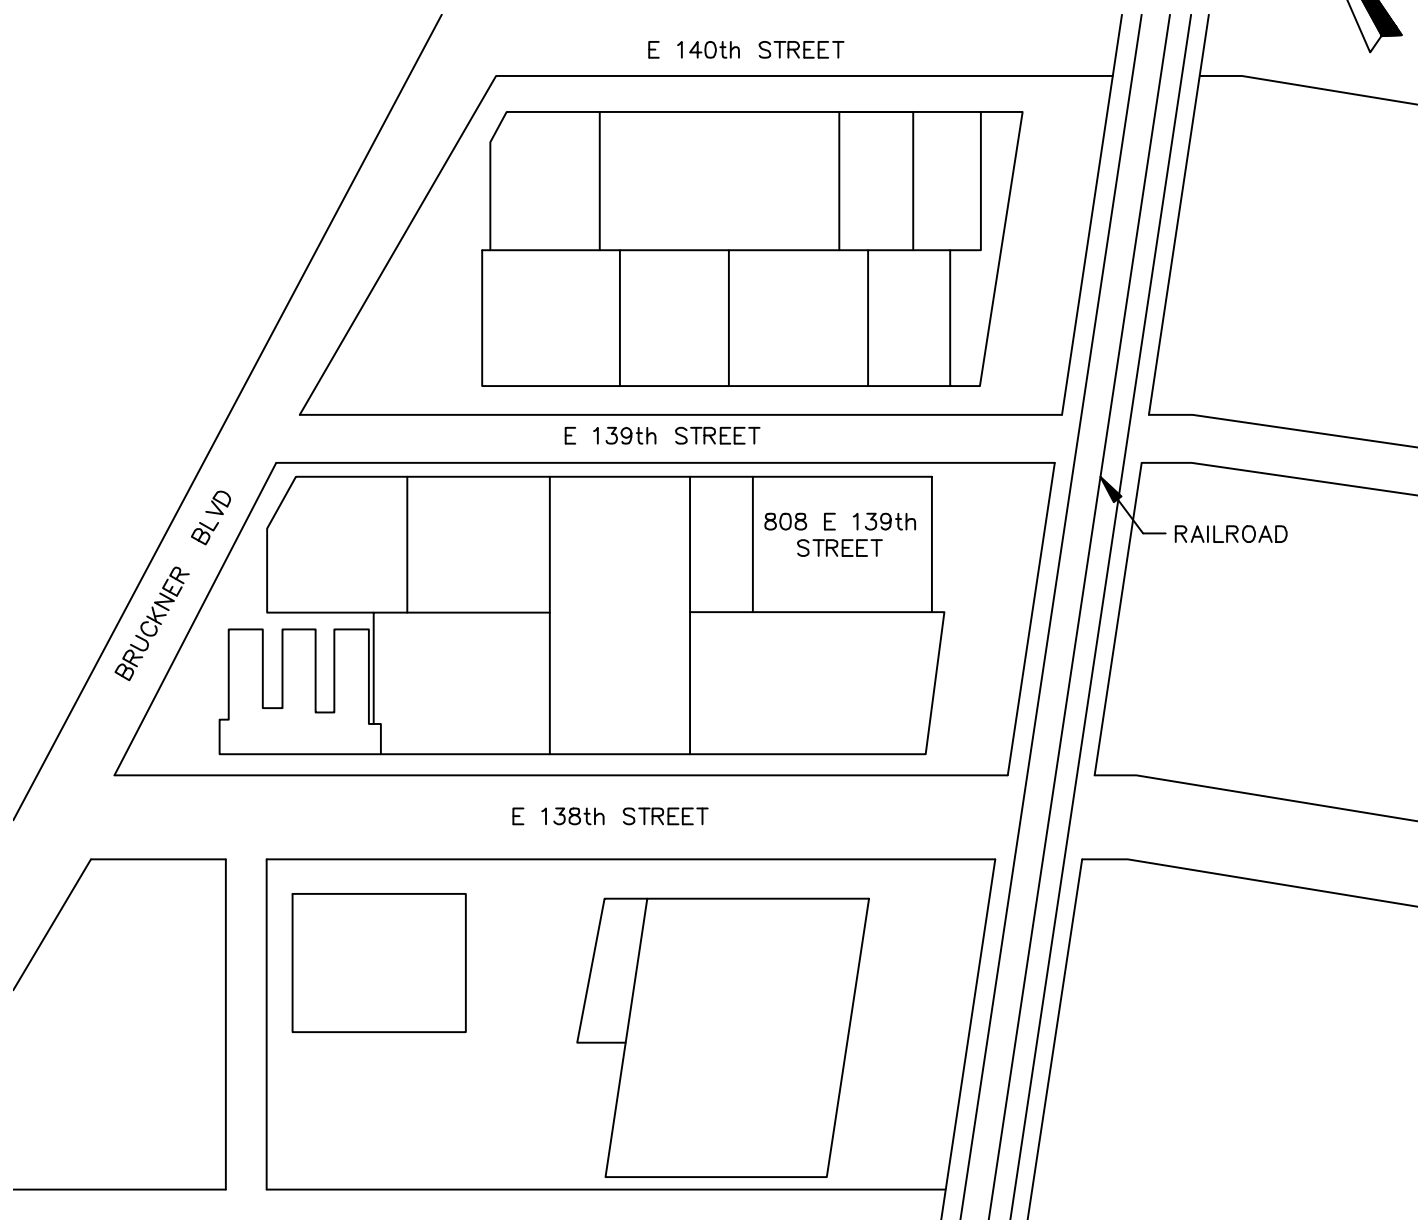 E 140th STREET
E 139th STREET
BRUCKNER BLVD
808 E 139th
STREET
RAILROAD
E 138th STREET